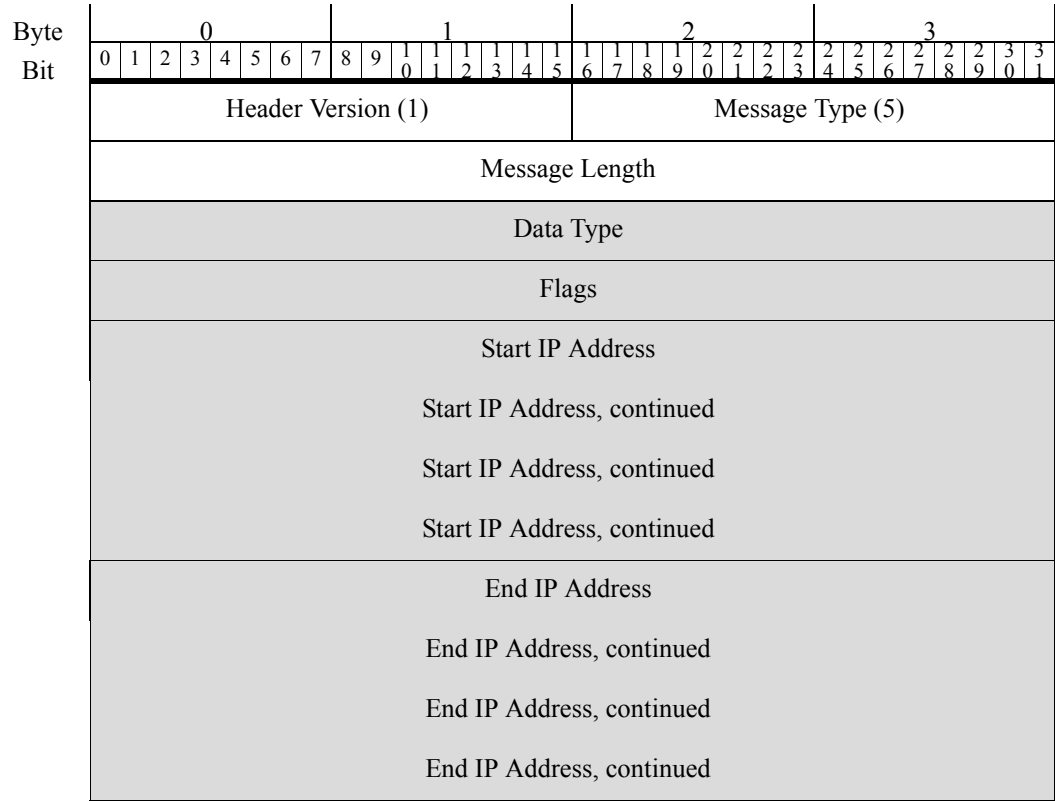 Byte 0 1 2 3
Bit 0 1 2 3 4 5 6 7 8 9 10 11 12 13 14 15 16 17 18 19 20 21 22 23 24 25 26 27 28 29 30 31
Header Version (1) Message Type (5)
Message Length
Data Type
Flags
Start IP Address
Start IP Address, continued
Start IP Address, continued
Start IP Address, continued
End IP Address
End IP Address, continued
End IP Address, continued
End IP Address, continued